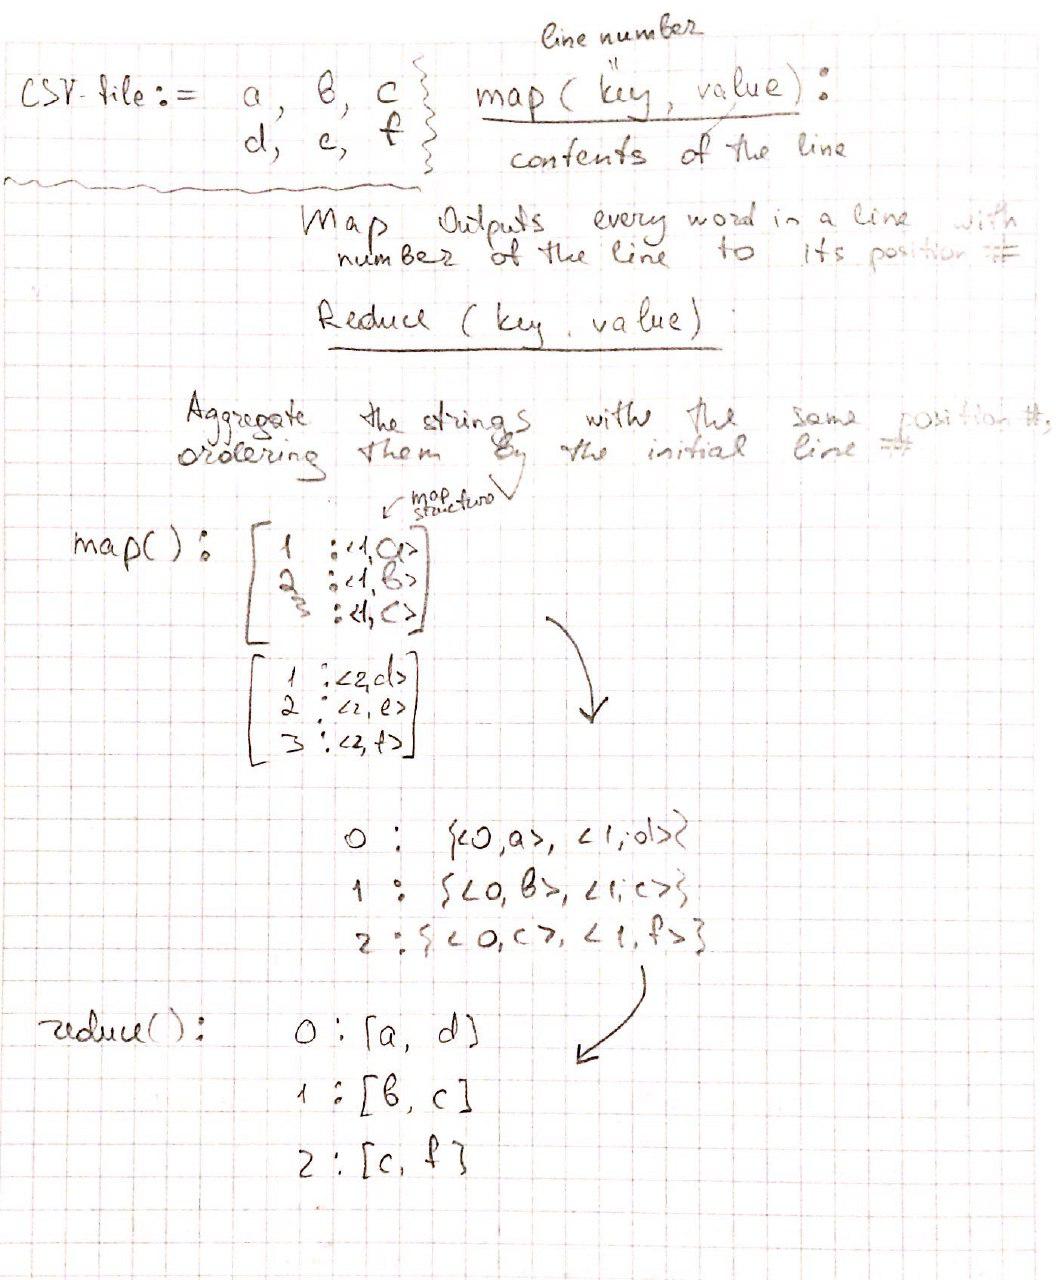 line number
CSV-file := a, b, c } map ( key, value ) :
d, e, f
contents of the line
Map Outputs every word in a line with
number of the line to its position #
Reduce ( key, value ) :
Aggregate the strings withe the same position #,
ordering them by the initial line #
map structure
map() : [ 1 : <1, a>
2 : <1, b>
3 : <1, c> ]
[ 1 : <2, d>
2 : <2, e>
3 : <2, f> ]
0 : {<0, a>, <1, d>}
1 : {<0, b>, <1, c>}
2 : {<0, c>, <1, f>}
reduce() : 0 : [a, d]
1 : [b, c]
2 : [c, f]